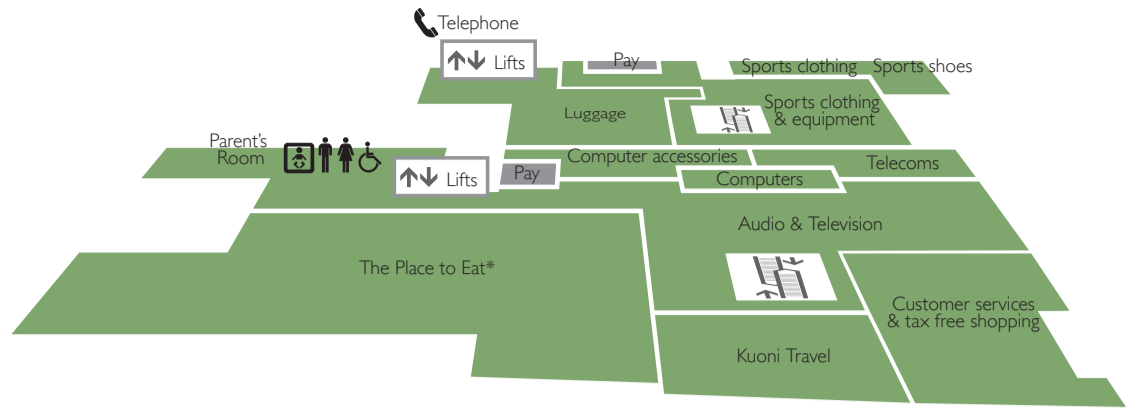 Telephone
Lifts
Pay
Sports clothing
Sports shoes
Luggage
Sports clothing
& equipment
Parent's
Room
Computer accessories
Telecoms
Lifts
Pay
Computers
Audio & Television
The Place to Eat*
Customer services
& tax free shopping
Kuoni Travel